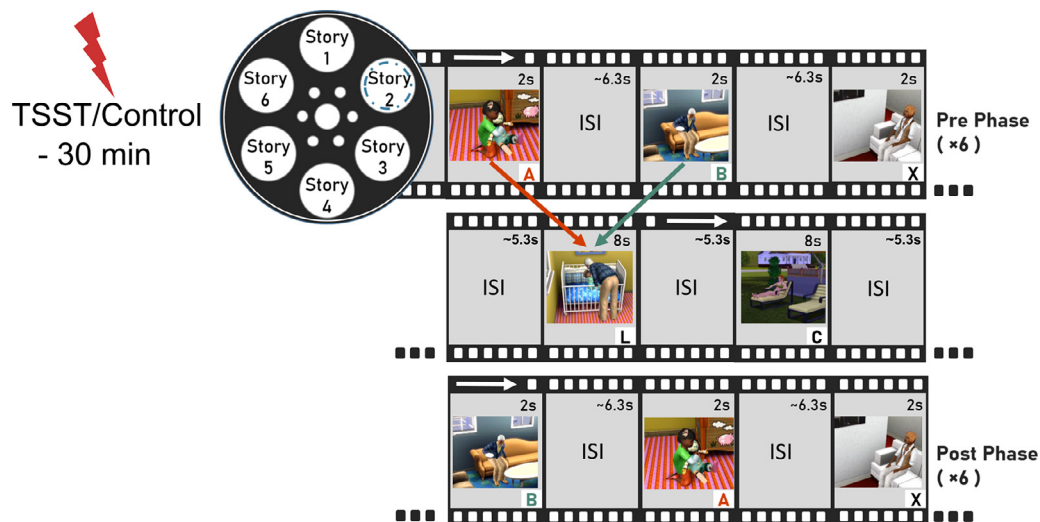 TSST/Control
- 30 min
Story
1
Story
2
Story
3
Story
4
Story
5
Story
6
2s
A
~6.3s
ISI
2s
B
~6.3s
ISI
2s
X
Pre Phase
( ×6 )
~5.3s
ISI
8s
L
~5.3s
ISI
8s
C
~5.3s
ISI
2s
B
~6.3s
ISI
2s
A
~6.3s
ISI
2s
X
Post Phase
( ×6 )